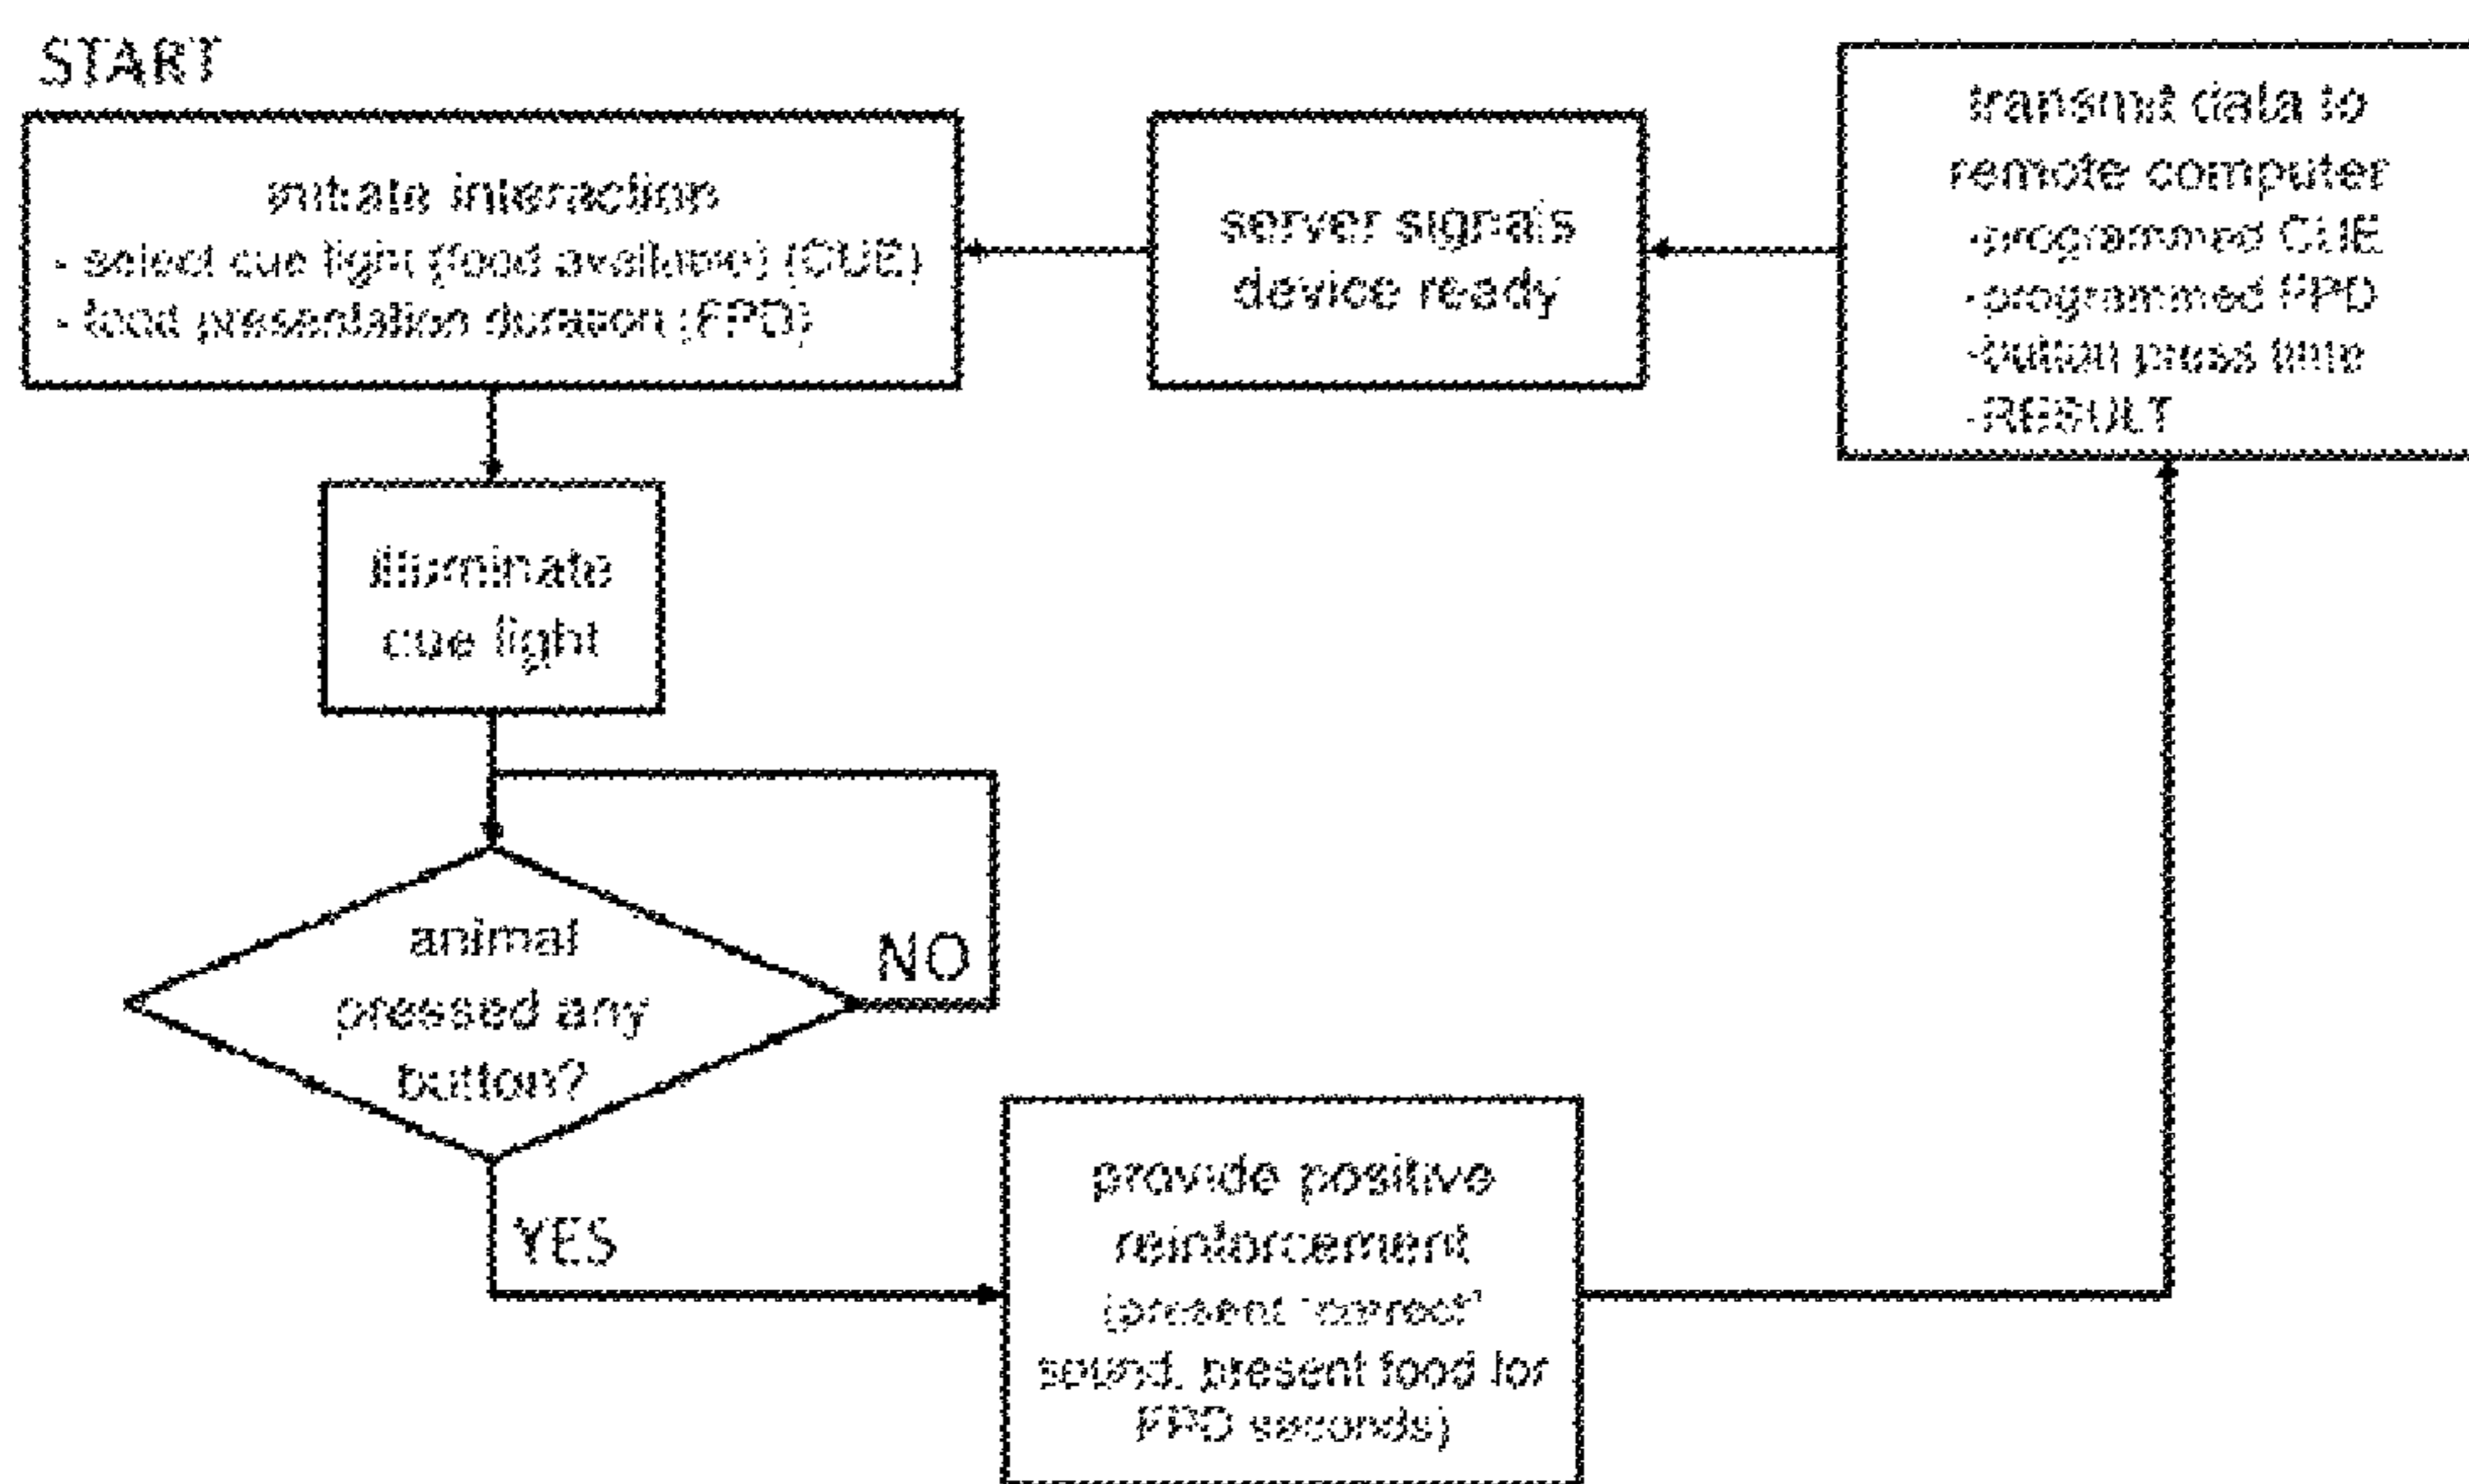 START
initiate interaction
- select cue light (food available) (CUE)
- food presentation duration (FPD)
server signals
device ready
transmit data to
remote computer
-programmed CUE
-programmed FPD
-button press time
-RESULT
illuminate
cue light
animal
pressed any
button?
NO
YES
provide positive
reinforcement
(present "correct"
sound, present food for
FPD seconds)